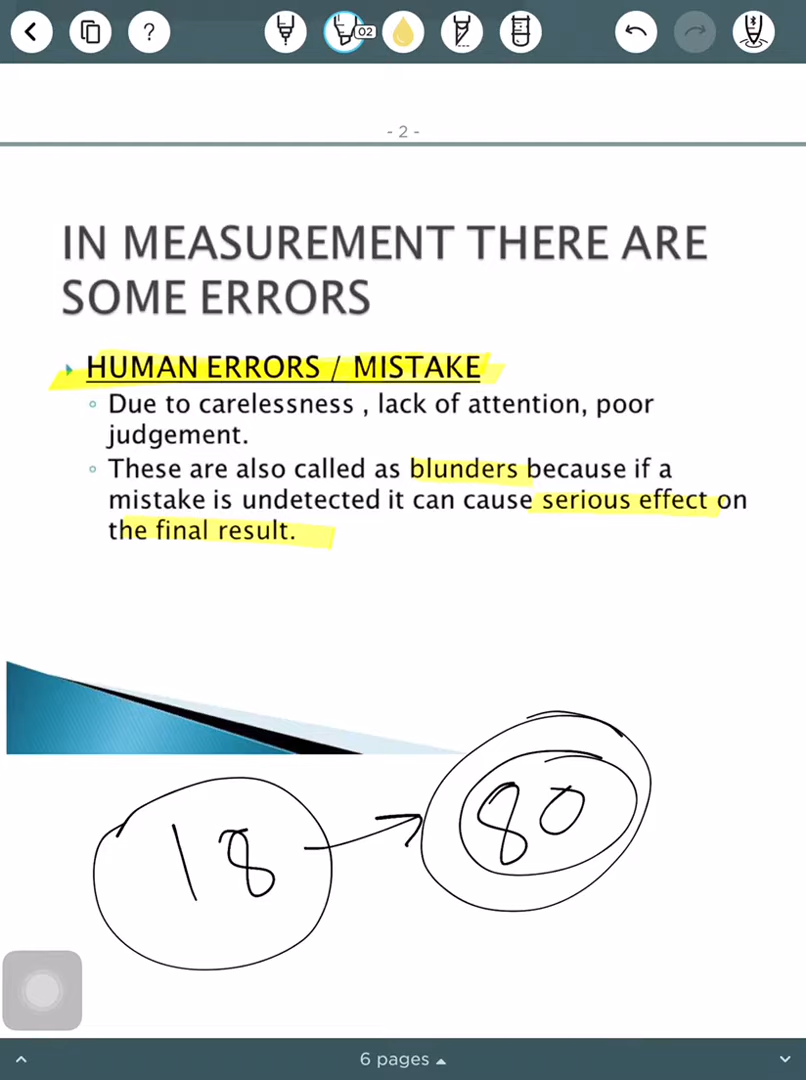 ?
02
- 2 -
IN MEASUREMENT THERE ARE
SOME ERRORS
HUMAN ERRORS / MISTAKE
Due to carelessness , lack of attention, poor
judgement.
These are also called as blunders because if a
mistake is undetected it can cause serious effect on
the final result.
18 → 80
6 pages